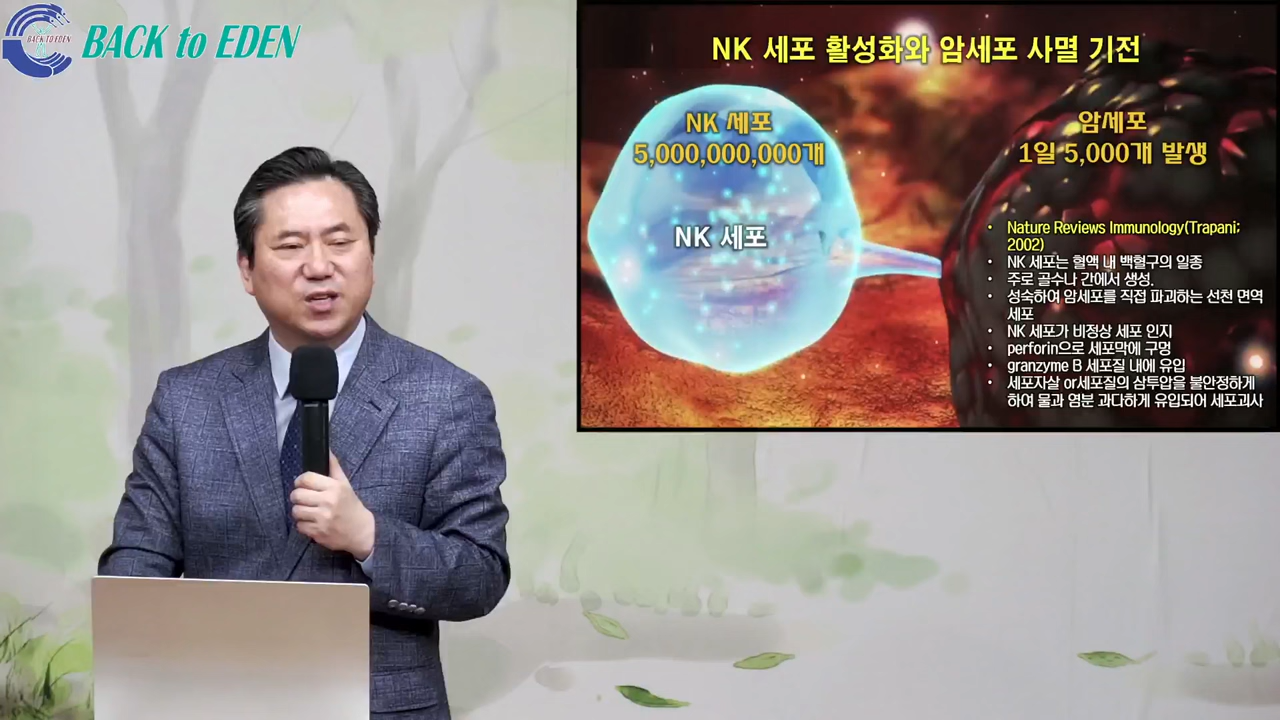 BACK TO EDEN
BACK to EDEN
NK 세포 활성화와 암세포 사멸 기전
NK 세포
5,000,000,000개
암세포
1일 5,000개 발생
NK 세포
• Nature Reviews Immunology(Trapani;
2002)
• NK 세포는 혈액 내 백혈구의 일종
• 주로 골수나 간에서 생성.
• 성숙하여 암세포를 직접 파괴하는 선천 면역
세포
• NK 세포가 비정상 세포 인지
• perforin으로 세포막에 구멍
• granzyme B 세포질 내에 유입
• 세포자살 or세포질의 삼투압을 불안정하게
하여 물과 염분 과다하게 유입되어 세포괴사